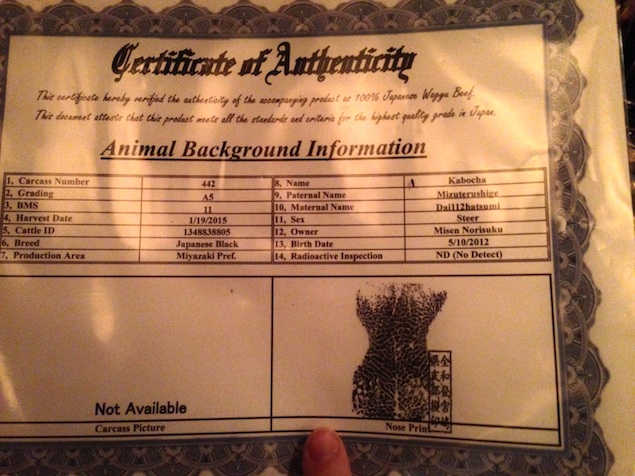 Certificate of Authenticity
This certificate hereby verified the authenticity of the accompanying product as 100% Japanese Wagyu Beef.
This document attests that this product meets all the standards and criteria for the highest quality grade in Japan.
Animal Background Information
1, Carcass Number 442 8, Name Kabocha
2, Grading A5 9, Paternal Name Mizuterushige
3, BMS 11 10, Maternal Name Dai112hatsumi
4, Harvest Date 1/19/2015 11, Sex Steer
5, Cattle ID 1348838805 12, Owner Misen Norisuku
6, Breed Japanese Black 13, Birth Date 5/10/2012
7, Production Area Miyazaki Pref. 14, Radioactive Inspection ND (No Detect)
Not Available
Carcass Picture Nose Print